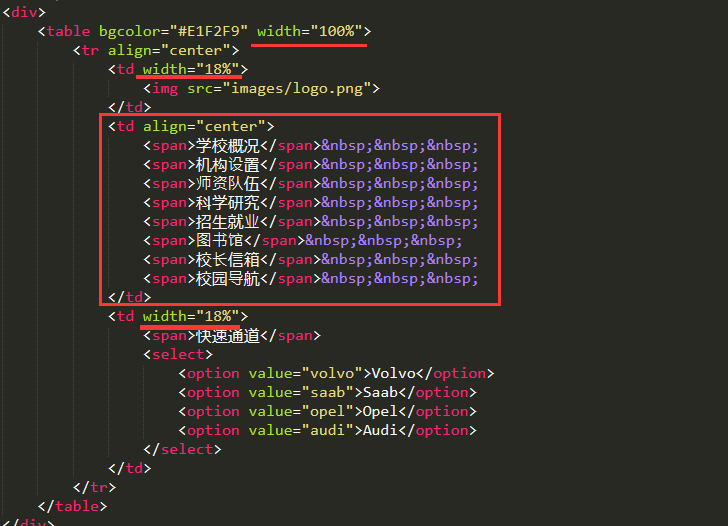 <div>
<table bgcolor="#E1F2F9" width="100%">
<tr align="center">
<td width="18%">
<img src="images/logo.png">
</td>
<td align="center">
<span>学校概况</span>&nbsp;&nbsp;&nbsp;
<span>机构设置</span>&nbsp;&nbsp;&nbsp;
<span>师资队伍</span>&nbsp;&nbsp;&nbsp;
<span>科学研究</span>&nbsp;&nbsp;&nbsp;
<span>招生就业</span>&nbsp;&nbsp;&nbsp;
<span>图书馆</span>&nbsp;&nbsp;&nbsp;
<span>校长信箱</span>&nbsp;&nbsp;&nbsp;
<span>校园导航</span>&nbsp;&nbsp;&nbsp;
</td>
<td width="18%">
<span>快速通道</span>
<select>
<option value="volvo">Volvo</option>
<option value="saab">Saab</option>
<option value="opel">Opel</option>
<option value="audi">Audi</option>
</select>
</td>
</tr>
</table>
</div>